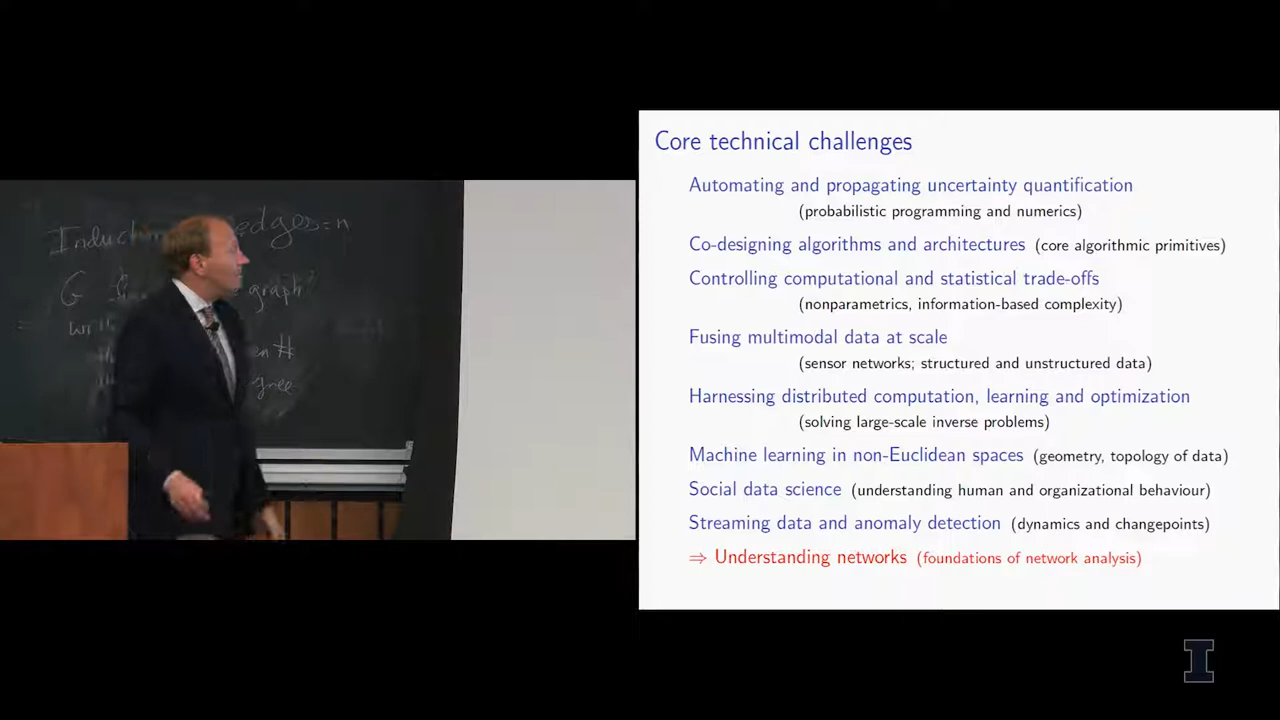 edges=n
G graph?
#
Core technical challenges
Automating and propagating uncertainty quantification
(probabilistic programming and numerics)
Co-designing algorithms and architectures (core algorithmic primitives)
Controlling computational and statistical trade-offs
(nonparametrics, information-based complexity)
Fusing multimodal data at scale
(sensor networks; structured and unstructured data)
Harnessing distributed computation, learning and optimization
(solving large-scale inverse problems)
Machine learning in non-Euclidean spaces (geometry, topology of data)
Social data science (understanding human and organizational behaviour)
Streaming data and anomaly detection (dynamics and changepoints)
⇒ Understanding networks (foundations of network analysis)
I